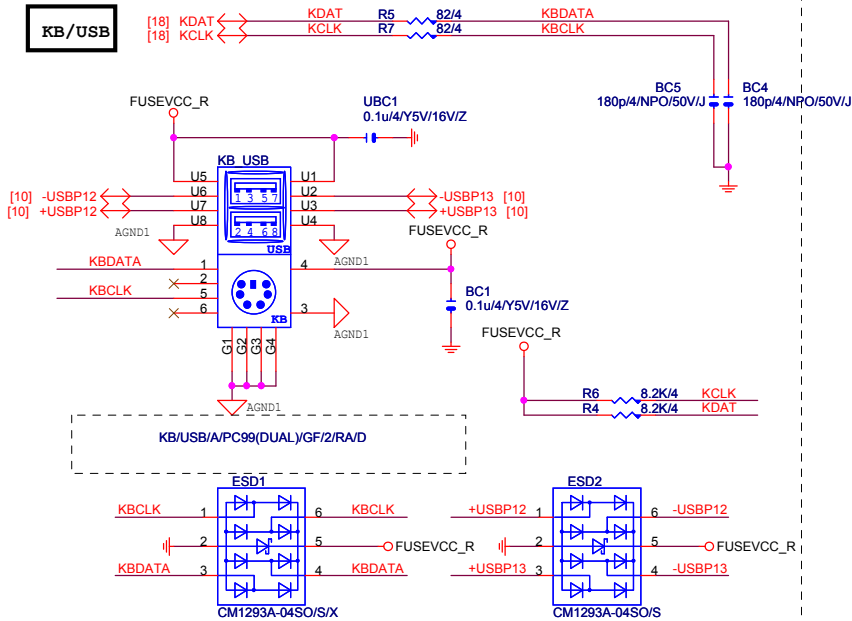 KB/USB
[18] KDAT KDAT R5 82/4 KBDATA
[18] KCLK KCLK R7 82/4 KBCLK
BC5 BC4
180p/4/NPO/50V/J 180p/4/NPO/50V/J
FUSEVCC_R
UBC1
0.1u/4/Y5V/16V/Z
KB_USB
U5 U1
[10] -USBP12 U6 U2 -USBP13 [10]
[10] +USBP12 U7 U3 +USBP13 [10]
U8 U4
1 3 5 7
2 4 6 8
USB
AGND1
AGND1
FUSEVCC_R
KBDATA 1 4
2
KBCLK 5
6 3
KB
AGND1
BC1
0.1u/4/Y5V/16V/Z
G1 G2 G3 G4
AGND1
FUSEVCC_R
R6 8.2K/4 KCLK
R4 8.2K/4 KDAT
KB/USB/A/PC99(DUAL)/GF/2/RA/D
ESD1
KBCLK 1 6 KBCLK
2 5 FUSEVCC_R
KBDATA 3 4 KBDATA
CM1293A-04SO/S/X
ESD2
+USBP12 1 6 -USBP12
2 5 FUSEVCC_R
+USBP13 3 4 -USBP13
CM1293A-04SO/S